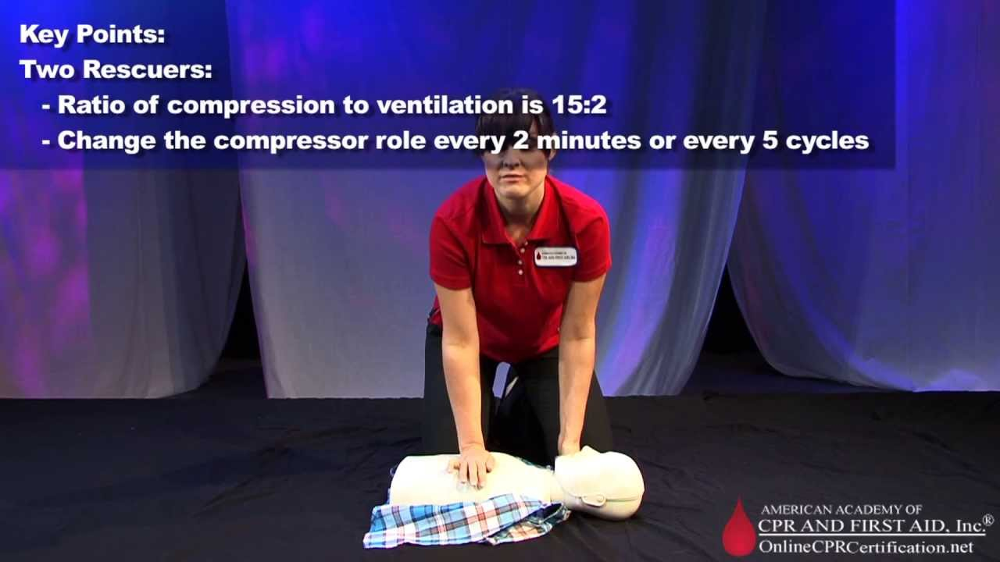 Key Points:
Two Rescuers:
- Ratio of compression to ventilation is 15:2
- Change the compressor role every 2 minutes or every 5 cycles
AMERICAN ACADEMY OF
CPR AND FIRST AID, Inc.®
OnlineCPRCertification.net